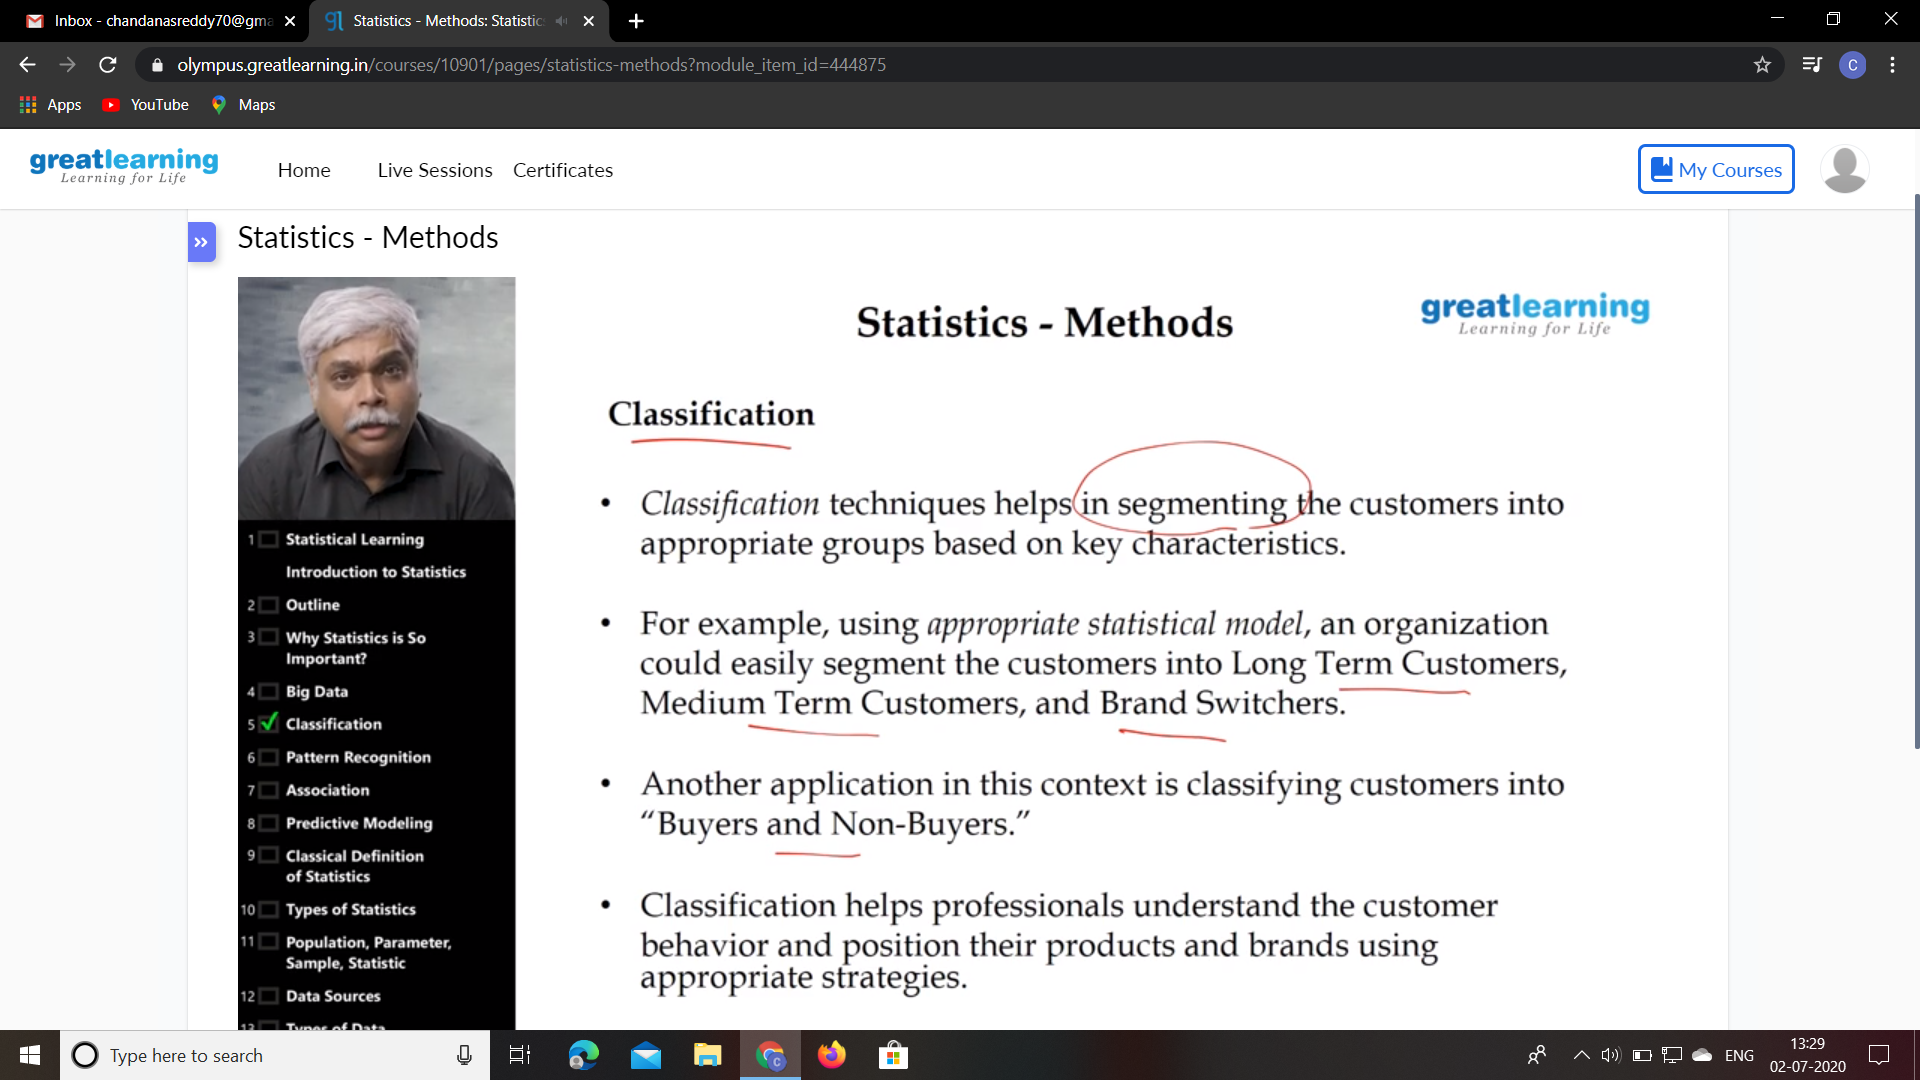 Inbox - chandanasreddy70@gma
Statistics - Methods: Statistic
olympus.greatlearning.in/courses/10901/pages/statistics-methods?module_item_id=444875
C
Apps
YouTube
Maps
greatlearning
Learning for Life
Home
Live Sessions
Certificates
My Courses
Statistics - Methods
Statistics - Methods
greatlearning
Learning for Life
Classification
• Classification techniques helps in segmenting the customers into
appropriate groups based on key characteristics.
• For example, using appropriate statistical model, an organization
could easily segment the customers into Long Term Customers,
Medium Term Customers, and Brand Switchers.
• Another application in this context is classifying customers into
“Buyers and Non-Buyers.”
• Classification helps professionals understand the customer
behavior and position their products and brands using
appropriate strategies.
1 Statistical Learning
Introduction to Statistics
2 Outline
3 Why Statistics is So
Important?
4 Big Data
5 Classification
6 Pattern Recognition
7 Association
8 Predictive Modeling
9 Classical Definition
of Statistics
10 Types of Statistics
11 Population, Parameter,
Sample, Statistic
12 Data Sources
13 Types of Data
Type here to search
ENG
13:29
02-07-2020